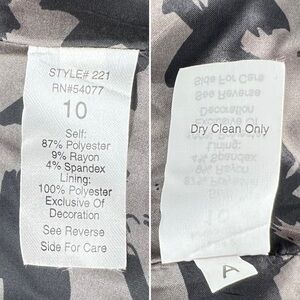 STYLE# 221
RN#54077
10
Self:
87% Polyester
9% Rayon
4% Spandex
Lining:
100% Polyester
Exclusive Of
Decoration
See Reverse
Side For Care
Dry Clean Only
A